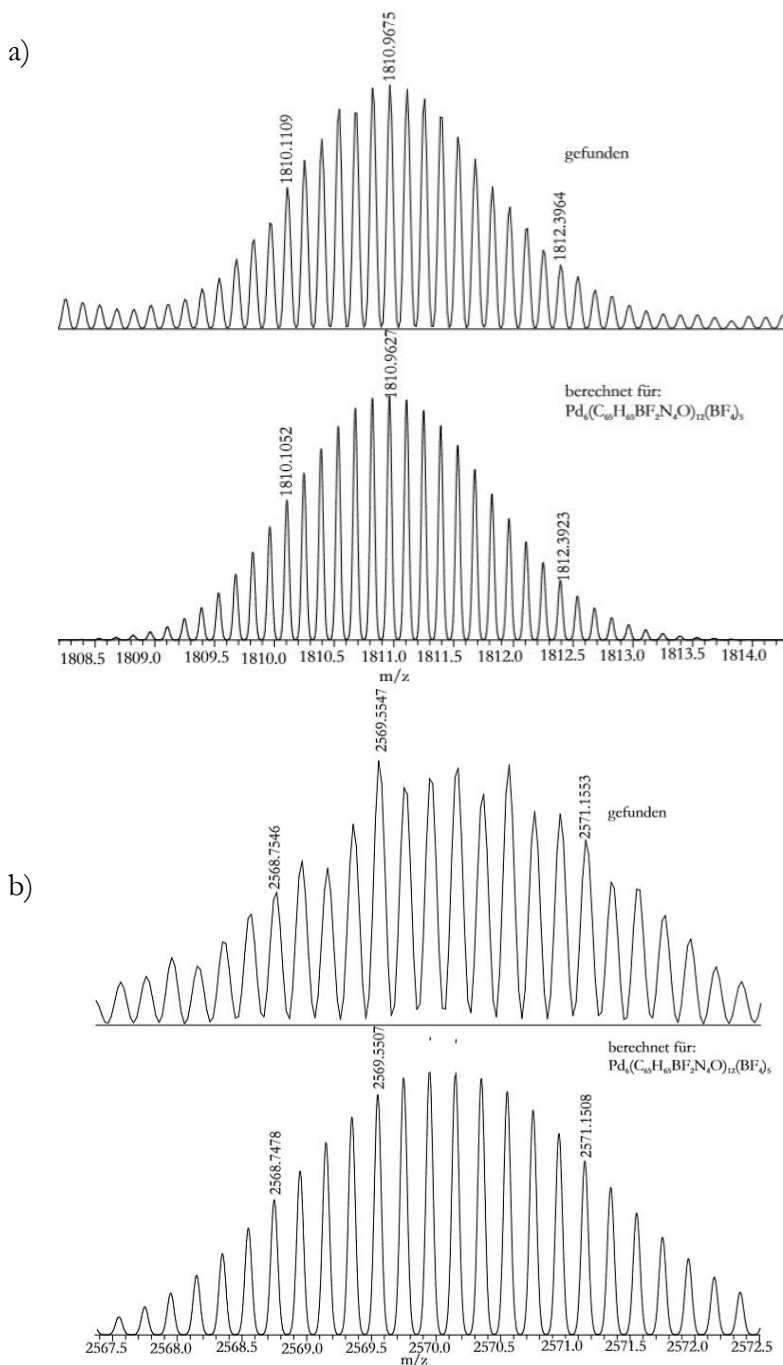 a)
1810.9675
1810.1109
gefunden
1812.3964
1810.9627
berechnet für:
Pd₆(C₆₅H₆₅BF₂N₄O)₁₂(BF₄)₅
1810.1052
1812.3923
1808.5 1809.0 1809.5 1810.0 1810.5 1811.0 1811.5 1812.0 1812.5 1813.0 1813.5 1814.0
m/z
b)
2569.5547
gefunden
2571.1553
2568.7546
berechnet für:
Pd₆(C₆₅H₆₅BF₂N₄O)₁₂(BF₄)₅
2569.5507
2571.1508
2568.7478
2567.5 2568.0 2568.5 2569.0 2569.5 2570.0 2570.5 2571.0 2571.5 2572.0 2572.5
m/z